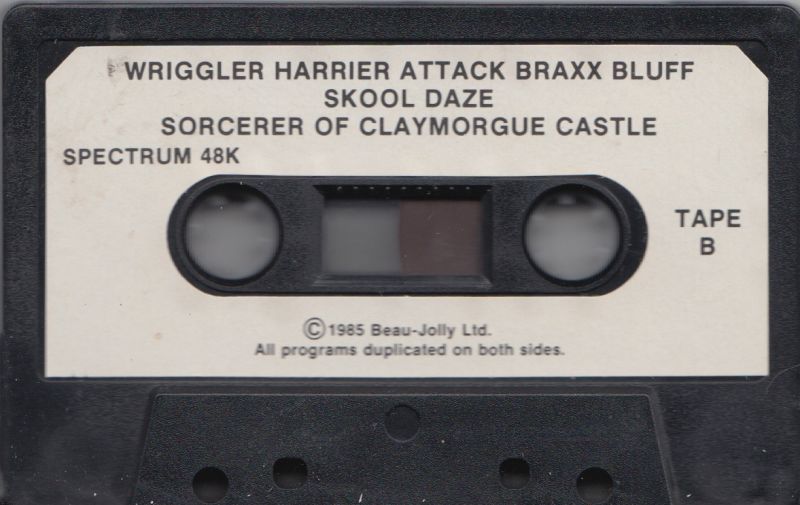 WRIGGLER HARRIER ATTACK BRAXX BLUFF
SKOOL DAZE
SORCERER OF CLAYMORGUE CASTLE
SPECTRUM 48K
TAPE
B
©1985 Beau-Jolly Ltd.
All programs duplicated on both sides.